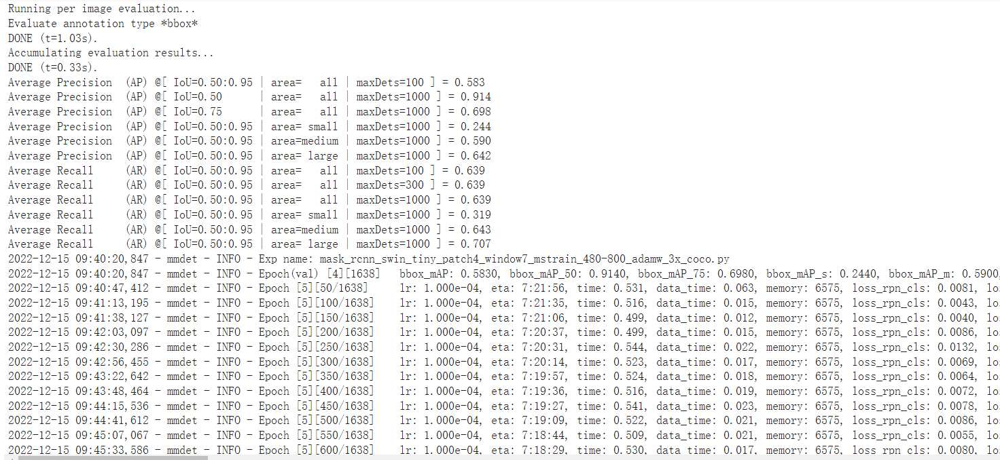 Running per image evaluation...
Evaluate annotation type *bbox*
DONE (t=1.03s).
Accumulating evaluation results...
DONE (t=0.33s).
Average Precision  (AP) @[ IoU=0.50:0.95 | area=   all | maxDets=100 ] = 0.583
Average Precision  (AP) @[ IoU=0.50      | area=   all | maxDets=1000 ] = 0.914
Average Precision  (AP) @[ IoU=0.75      | area=   all | maxDets=1000 ] = 0.698
Average Precision  (AP) @[ IoU=0.50:0.95 | area= small | maxDets=1000 ] = 0.244
Average Precision  (AP) @[ IoU=0.50:0.95 | area=medium | maxDets=1000 ] = 0.590
Average Precision  (AP) @[ IoU=0.50:0.95 | area= large | maxDets=1000 ] = 0.642
Average Recall     (AR) @[ IoU=0.50:0.95 | area=   all | maxDets=100 ] = 0.639
Average Recall     (AR) @[ IoU=0.50:0.95 | area=   all | maxDets=300 ] = 0.639
Average Recall     (AR) @[ IoU=0.50:0.95 | area=   all | maxDets=1000 ] = 0.639
Average Recall     (AR) @[ IoU=0.50:0.95 | area= small | maxDets=1000 ] = 0.319
Average Recall     (AR) @[ IoU=0.50:0.95 | area=medium | maxDets=1000 ] = 0.643
Average Recall     (AR) @[ IoU=0.50:0.95 | area= large | maxDets=1000 ] = 0.707
2022-12-15 09:40:20,847 - mmdet - INFO - Exp name: mask_rcnn_swin_tiny_patch4_window7_mstrain_480-800_adamw_3x_coco.py
2022-12-15 09:40:20,847 - mmdet - INFO - Epoch(val) [4][1638]   bbox_mAP: 0.5830, bbox_mAP_50: 0.9140, bbox_mAP_75: 0.6980, bbox_mAP_s: 0.2440, bbox_mAP_m: 0.5900,
2022-12-15 09:40:47,412 - mmdet - INFO - Epoch [5][50/1638]     lr: 1.000e-04, eta: 7:21:56, time: 0.531, data_time: 0.063, memory: 6575, loss_rpn_cls: 0.0081, lo
2022-12-15 09:41:13,195 - mmdet - INFO - Epoch [5][100/1638]    lr: 1.000e-04, eta: 7:21:35, time: 0.516, data_time: 0.015, memory: 6575, loss_rpn_cls: 0.0043, lo
2022-12-15 09:41:38,127 - mmdet - INFO - Epoch [5][150/1638]    lr: 1.000e-04, eta: 7:21:06, time: 0.499, data_time: 0.012, memory: 6575, loss_rpn_cls: 0.0040, lo
2022-12-15 09:42:03,097 - mmdet - INFO - Epoch [5][200/1638]    lr: 1.000e-04, eta: 7:20:37, time: 0.499, data_time: 0.015, memory: 6575, loss_rpn_cls: 0.0086, lo
2022-12-15 09:42:30,286 - mmdet - INFO - Epoch [5][250/1638]    lr: 1.000e-04, eta: 7:20:31, time: 0.544, data_time: 0.022, memory: 6575, loss_rpn_cls: 0.0132, lo
2022-12-15 09:42:56,455 - mmdet - INFO - Epoch [5][300/1638]    lr: 1.000e-04, eta: 7:20:14, time: 0.523, data_time: 0.017, memory: 6575, loss_rpn_cls: 0.0069, lo
2022-12-15 09:43:22,642 - mmdet - INFO - Epoch [5][350/1638]    lr: 1.000e-04, eta: 7:19:57, time: 0.524, data_time: 0.018, memory: 6575, loss_rpn_cls: 0.0064, lo
2022-12-15 09:43:48,464 - mmdet - INFO - Epoch [5][400/1638]    lr: 1.000e-04, eta: 7:19:36, time: 0.516, data_time: 0.019, memory: 6575, loss_rpn_cls: 0.0072, lo
2022-12-15 09:44:15,536 - mmdet - INFO - Epoch [5][450/1638]    lr: 1.000e-04, eta: 7:19:27, time: 0.541, data_time: 0.023, memory: 6575, loss_rpn_cls: 0.0078, lo
2022-12-15 09:44:41,612 - mmdet - INFO - Epoch [5][500/1638]    lr: 1.000e-04, eta: 7:19:09, time: 0.522, data_time: 0.021, memory: 6575, loss_rpn_cls: 0.0086, lo
2022-12-15 09:45:07,067 - mmdet - INFO - Epoch [5][550/1638]    lr: 1.000e-04, eta: 7:18:44, time: 0.509, data_time: 0.021, memory: 6575, loss_rpn_cls: 0.0055, lo
2022-12-15 09:45:33,586 - mmdet - INFO - Epoch [5][600/1638]    lr: 1.000e-04, eta: 7:18:29, time: 0.530, data_time: 0.017, memory: 6575, loss_rpn_cls: 0.0080, lo